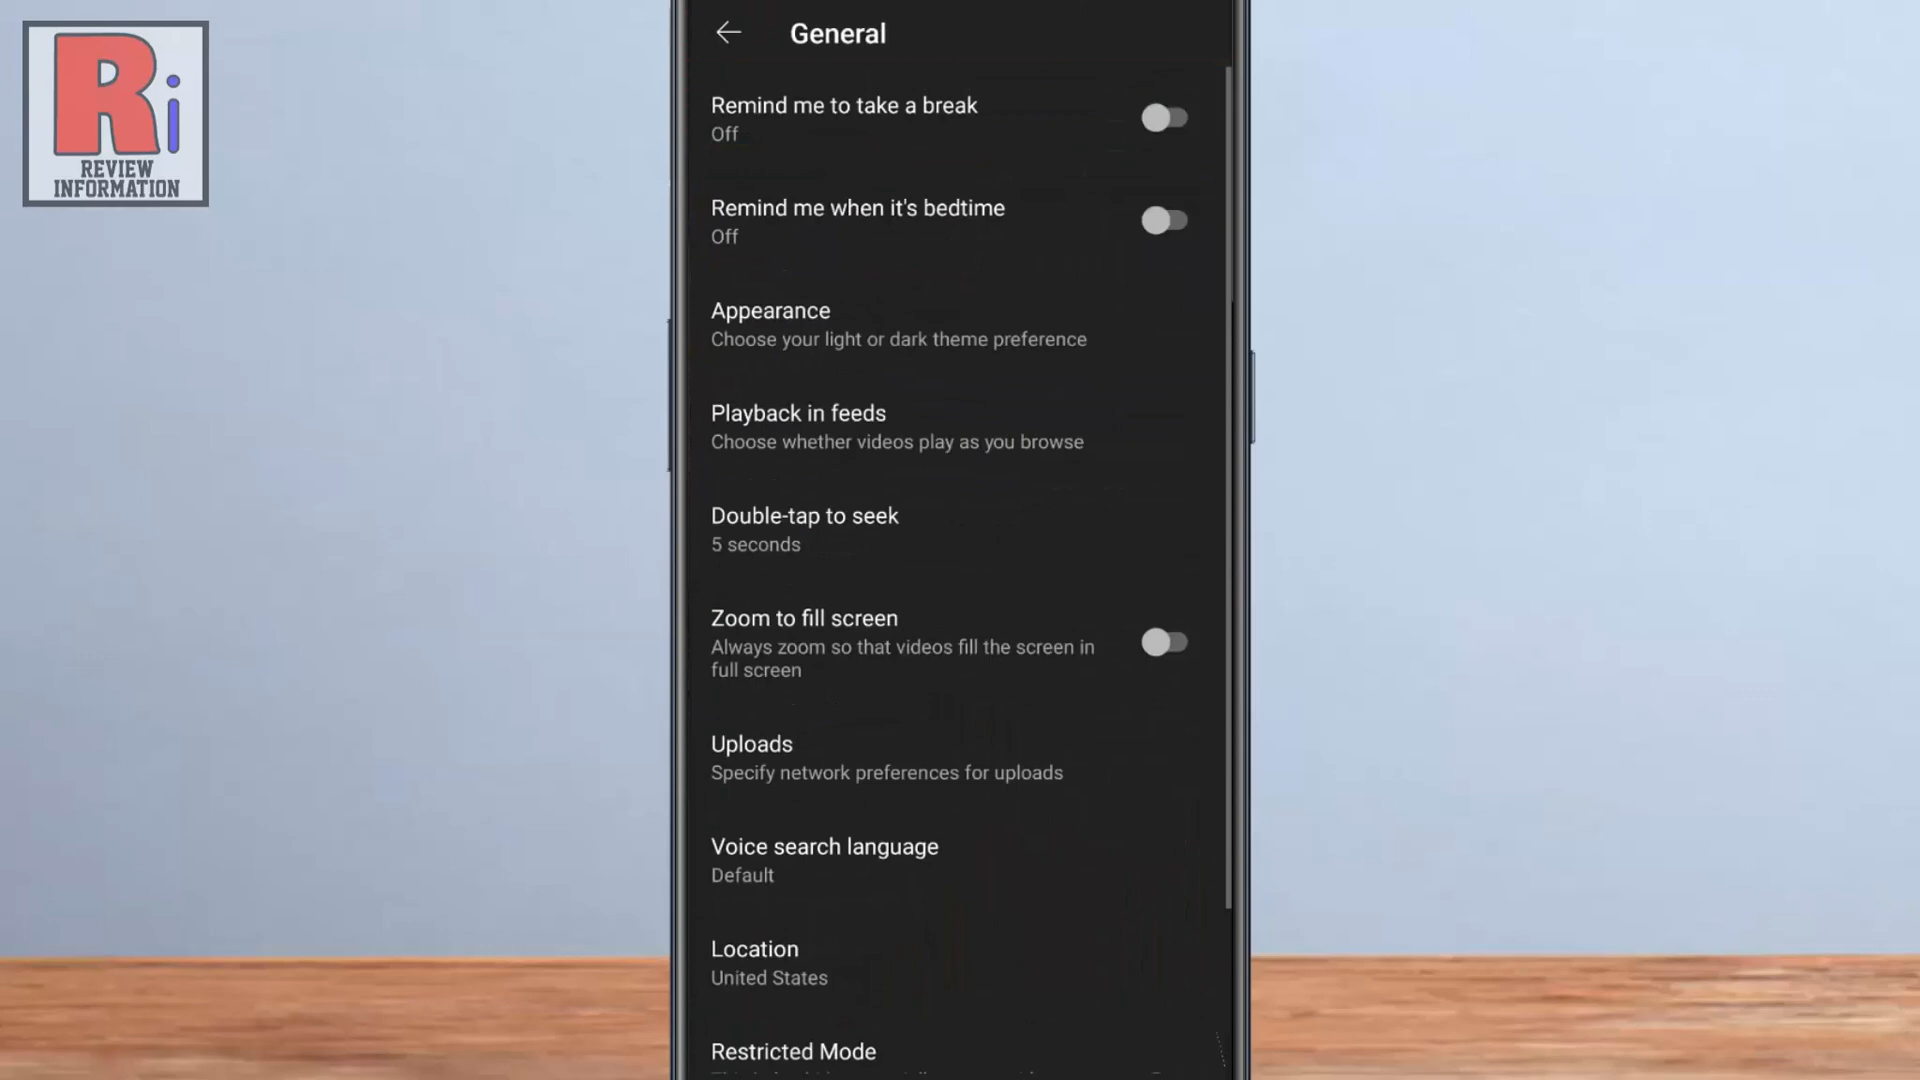 Ri
REVIEW
INFORMATION
General
Remind me to take a break
Off
Remind me when it's bedtime
Off
Appearance
Choose your light or dark theme preference
Playback in feeds
Choose whether videos play as you browse
Double-tap to seek
5 seconds
Zoom to fill screen
Always zoom so that videos fill the screen in
full screen
Uploads
Specify network preferences for uploads
Voice search language
Default
Location
United States
Restricted Mode